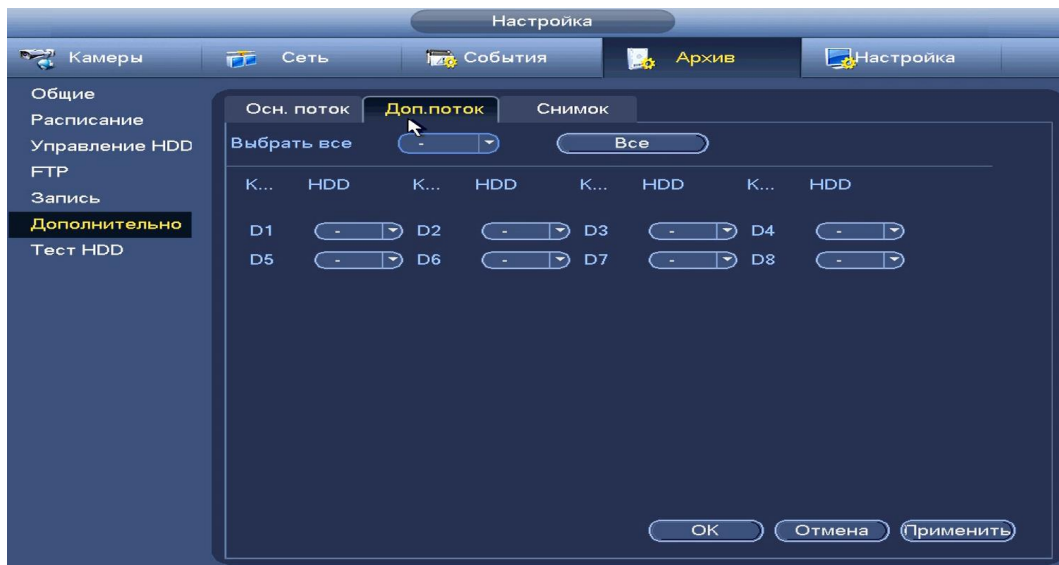 Настройка
Камеры Сеть События Архив Настройка
Общие
Расписание
Управление HDD
FTP
Запись
Дополнительно
Тест HDD
Осн. поток Доп.поток Снимок
Выбрать все - Все
К... HDD К... HDD К... HDD К... HDD
D1 - D2 - D3 - D4 -
D5 - D6 - D7 - D8 -
OK Отмена Применить